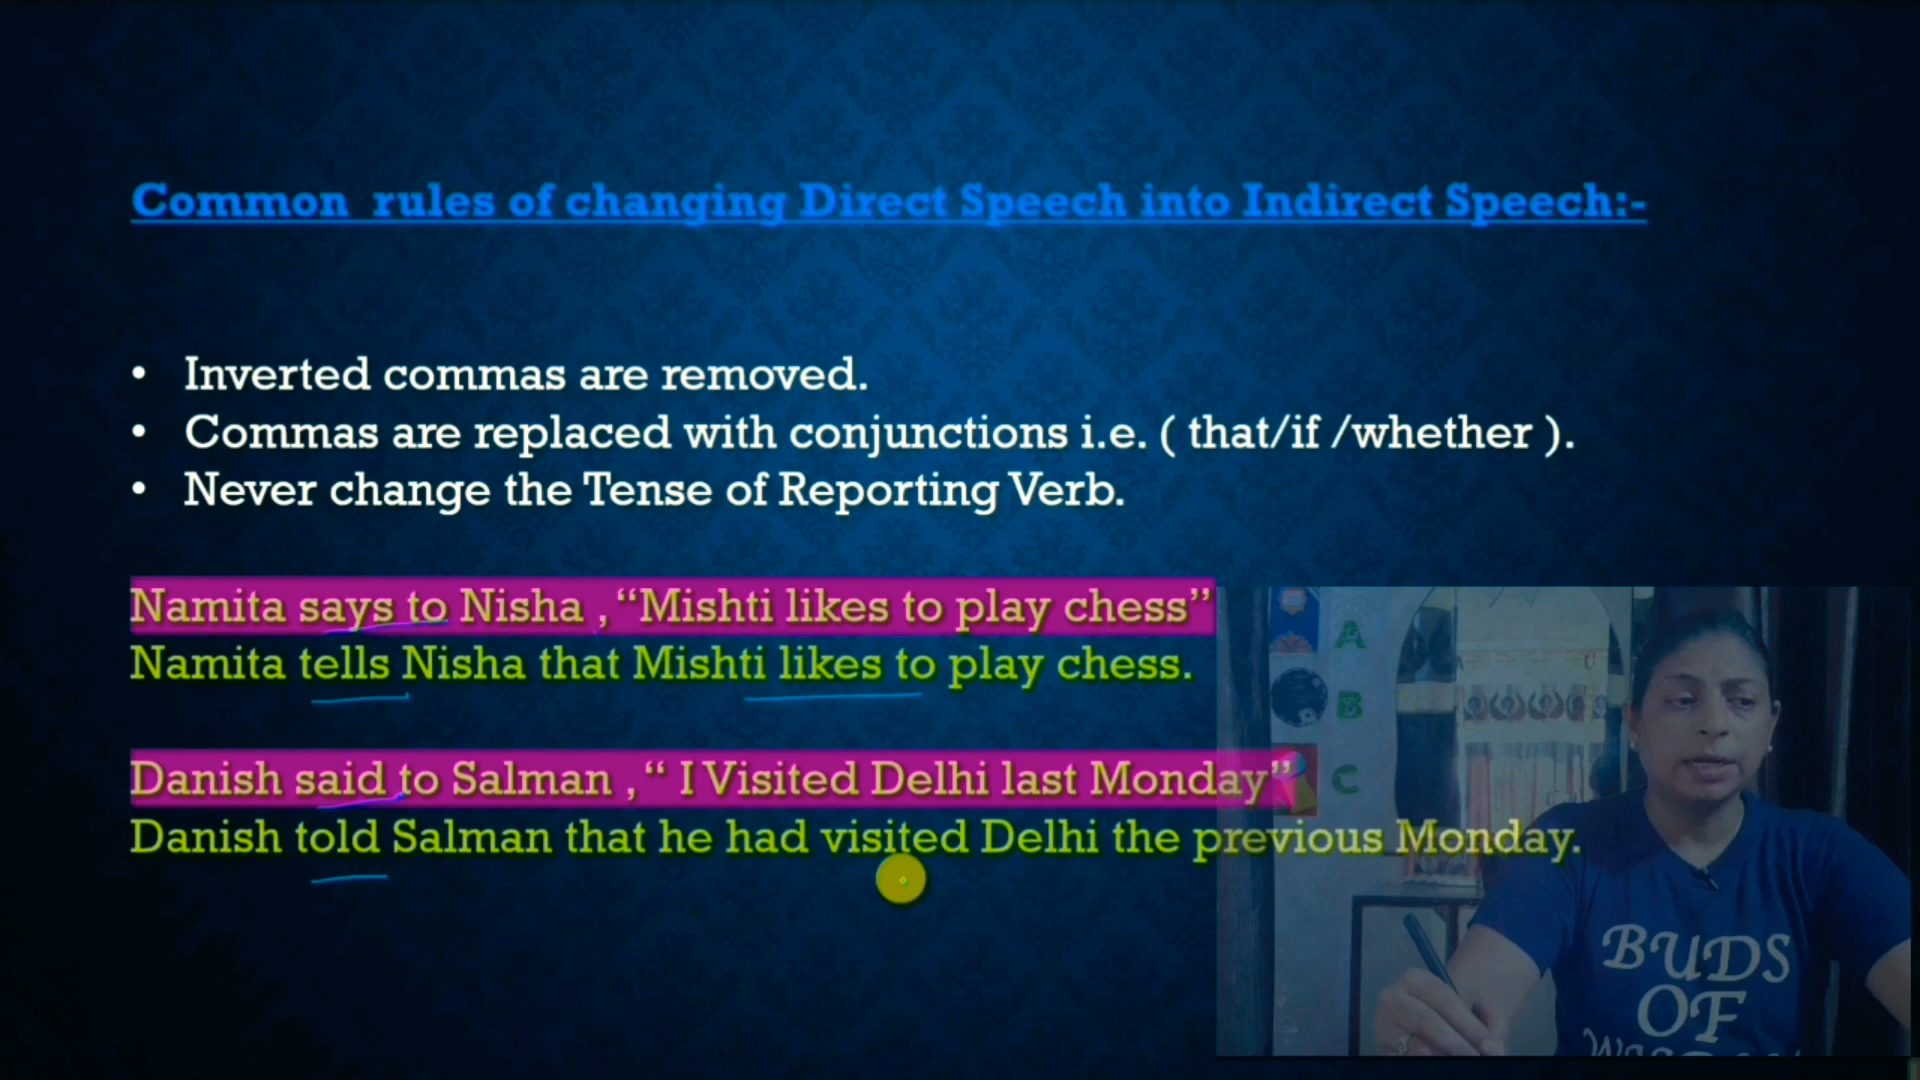 Common rules of changing Direct Speech into Indirect Speech:-
• Inverted commas are removed.
• Commas are replaced with conjunctions i.e. ( that/if /whether ).
• Never change the Tense of Reporting Verb.
Namita says to Nisha ,“Mishti likes to play chess”
Namita tells Nisha that Mishti likes to play chess.
Danish said to Salman , “ I Visited Delhi last Monday”
Danish told Salman that he had visited Delhi the previous Monday.
A
B
C
BUDS
OF